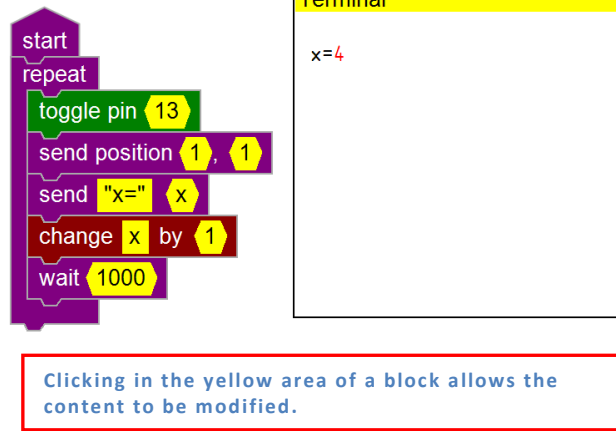 Terminal
start
x=4
repeat
toggle pin 13
send position 1 , 1
send "x=" x
change x by 1
wait 1000
Clicking in the yellow area of a block allows the
content to be modified.